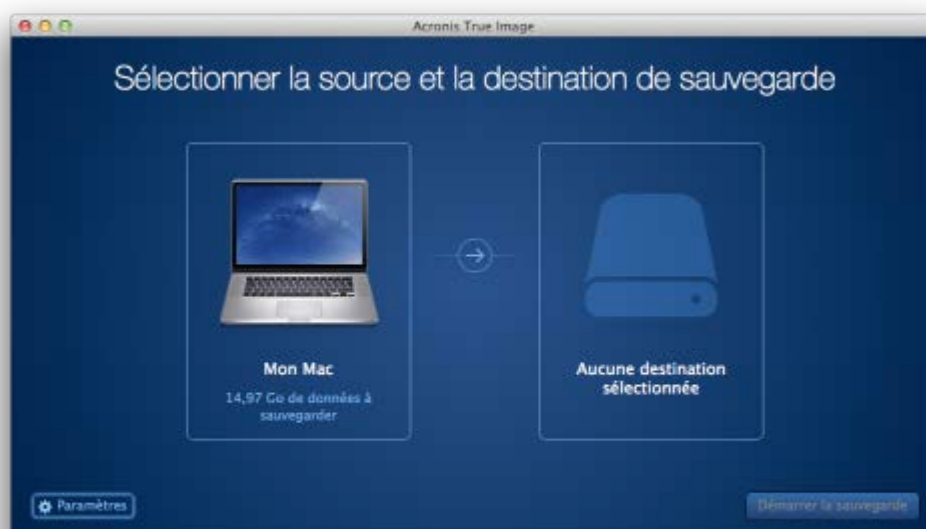 Acronis True Image
Sélectionner la source et la destination de sauvegarde
Mon Mac
14,97 Go de données à
sauvegarder
Aucune destination
sélectionnée
Paramètres
Démarrer la sauvegarde